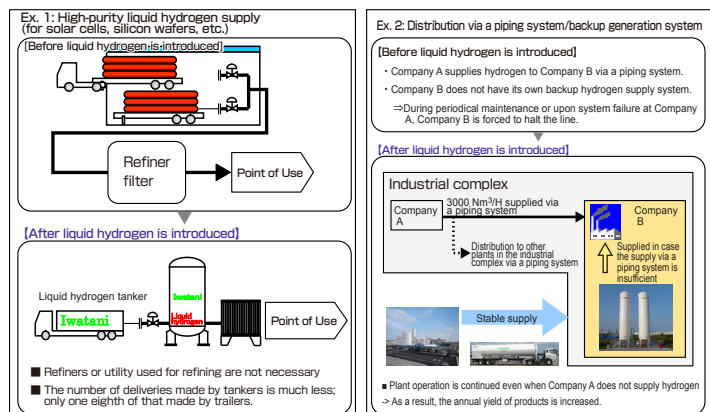 Ex. 1: High-purity liquid hydrogen supply
(for solar cells, silicon wafers, etc.)
[Before liquid hydrogen is introduced]
Refiner
filter
Point of Use
【After liquid hydrogen is introduced】
Liquid hydrogen tanker
Iwatani
Iwatani
Liquid
hydrogen
Point of Use
■ Refiners or utility used for refining are not necessary
■ The number of deliveries made by tankers is much less;
only one eighth of that made by trailers.
Ex. 2: Distribution via a piping system/backup generation system
【Before liquid hydrogen is introduced】
・Company A supplies hydrogen to Company B via a piping system.
・Company B does not have its own backup hydrogen supply system.
⇒During periodical maintenance or upon system failure at Company
A, Company B is forced to halt the line.
【After liquid hydrogen is introduced】
Industrial complex
Company
A
3000 Nm³/H supplied via
a piping system
Company
B
Distribution to other
plants in the industrial
complex via a piping system
Supplied in case
the supply via a
piping system is
insufficient
Stable supply
■ Plant operation is continued even when Company A does not supply hydrogen
-> As a result, the annual yield of products is increased.